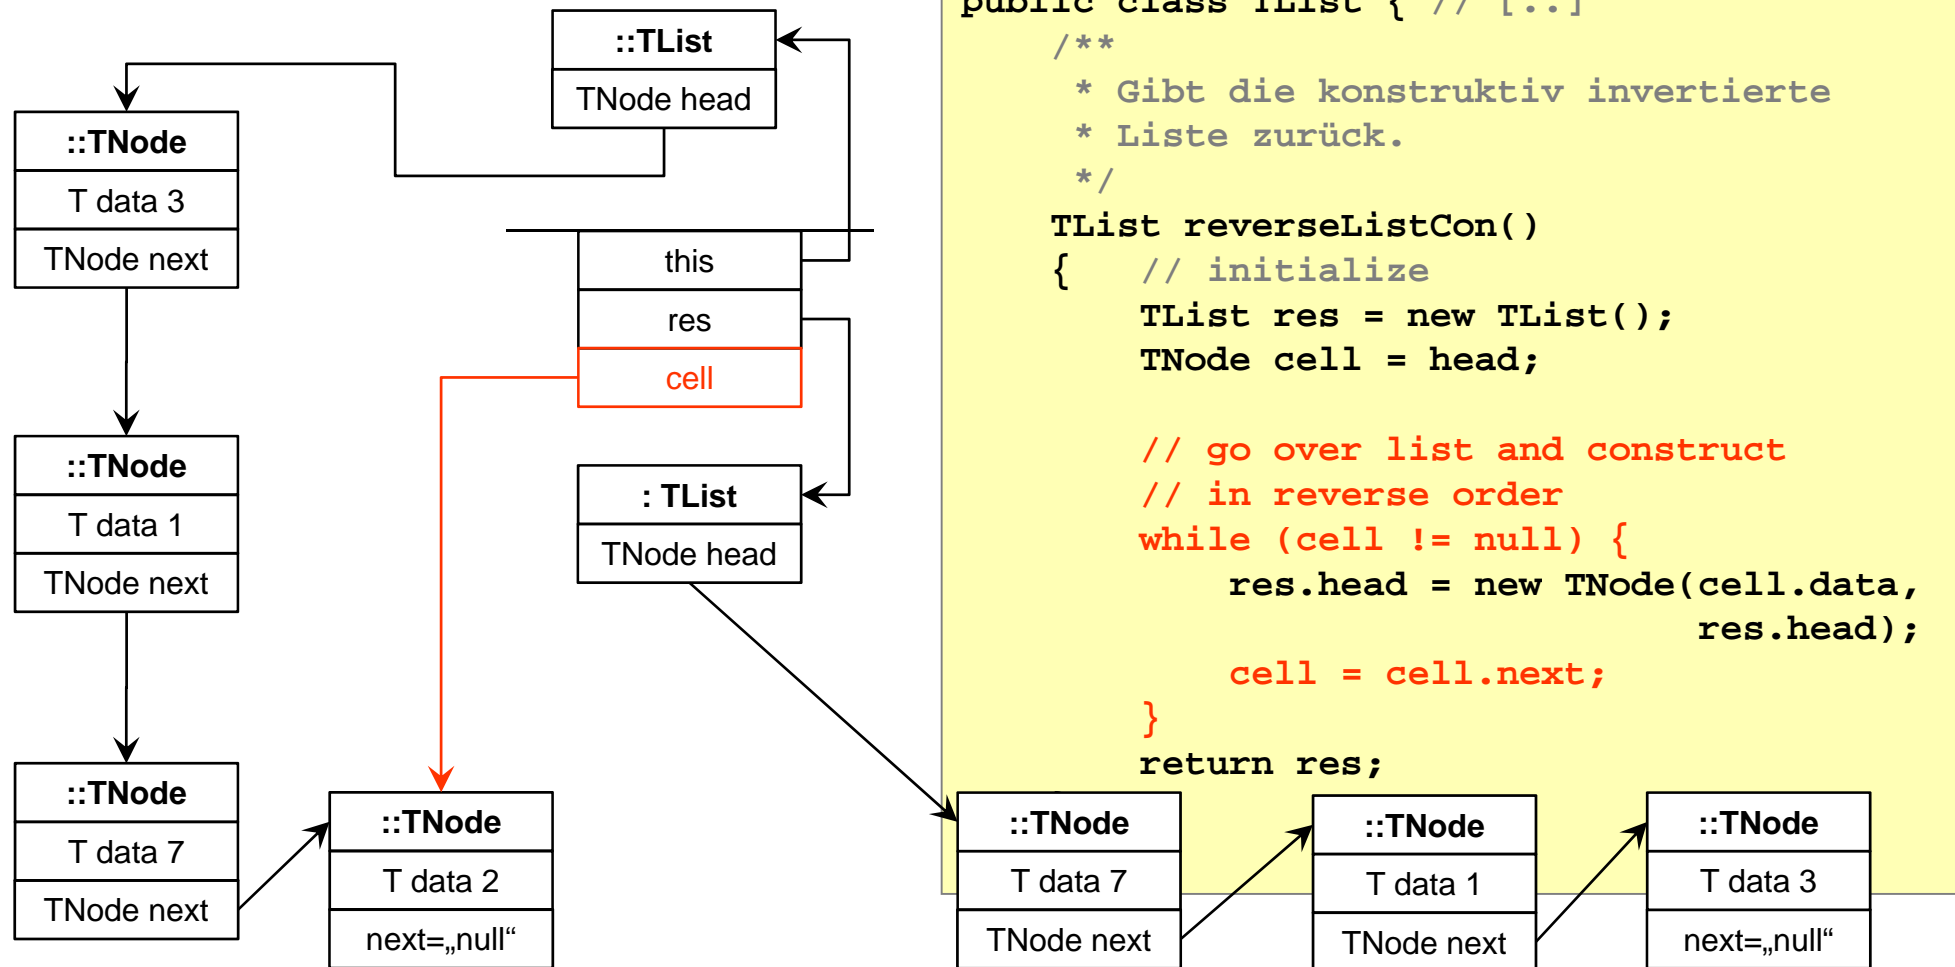 ::TList
TNode head
::TNode
T data 3
TNode next
this
res
cell
::TNode
T data 1
TNode next
: TList
TNode head
::TNode
T data 7
TNode next
::TNode
T data 2
next=„null“
public class TList { // [..]
/**
* Gibt die konstruktiv invertierte
* Liste zurück.
*/
TList reverseListCon()
{ // initialize
TList res = new TList();
TNode cell = head;
// go over list and construct
// in reverse order
while (cell != null) {
res.head = new TNode(cell.data,
res.head);
cell = cell.next;
}
return res;
::TNode
T data 7
TNode next
::TNode
T data 1
TNode next
::TNode
T data 3
next=„null“